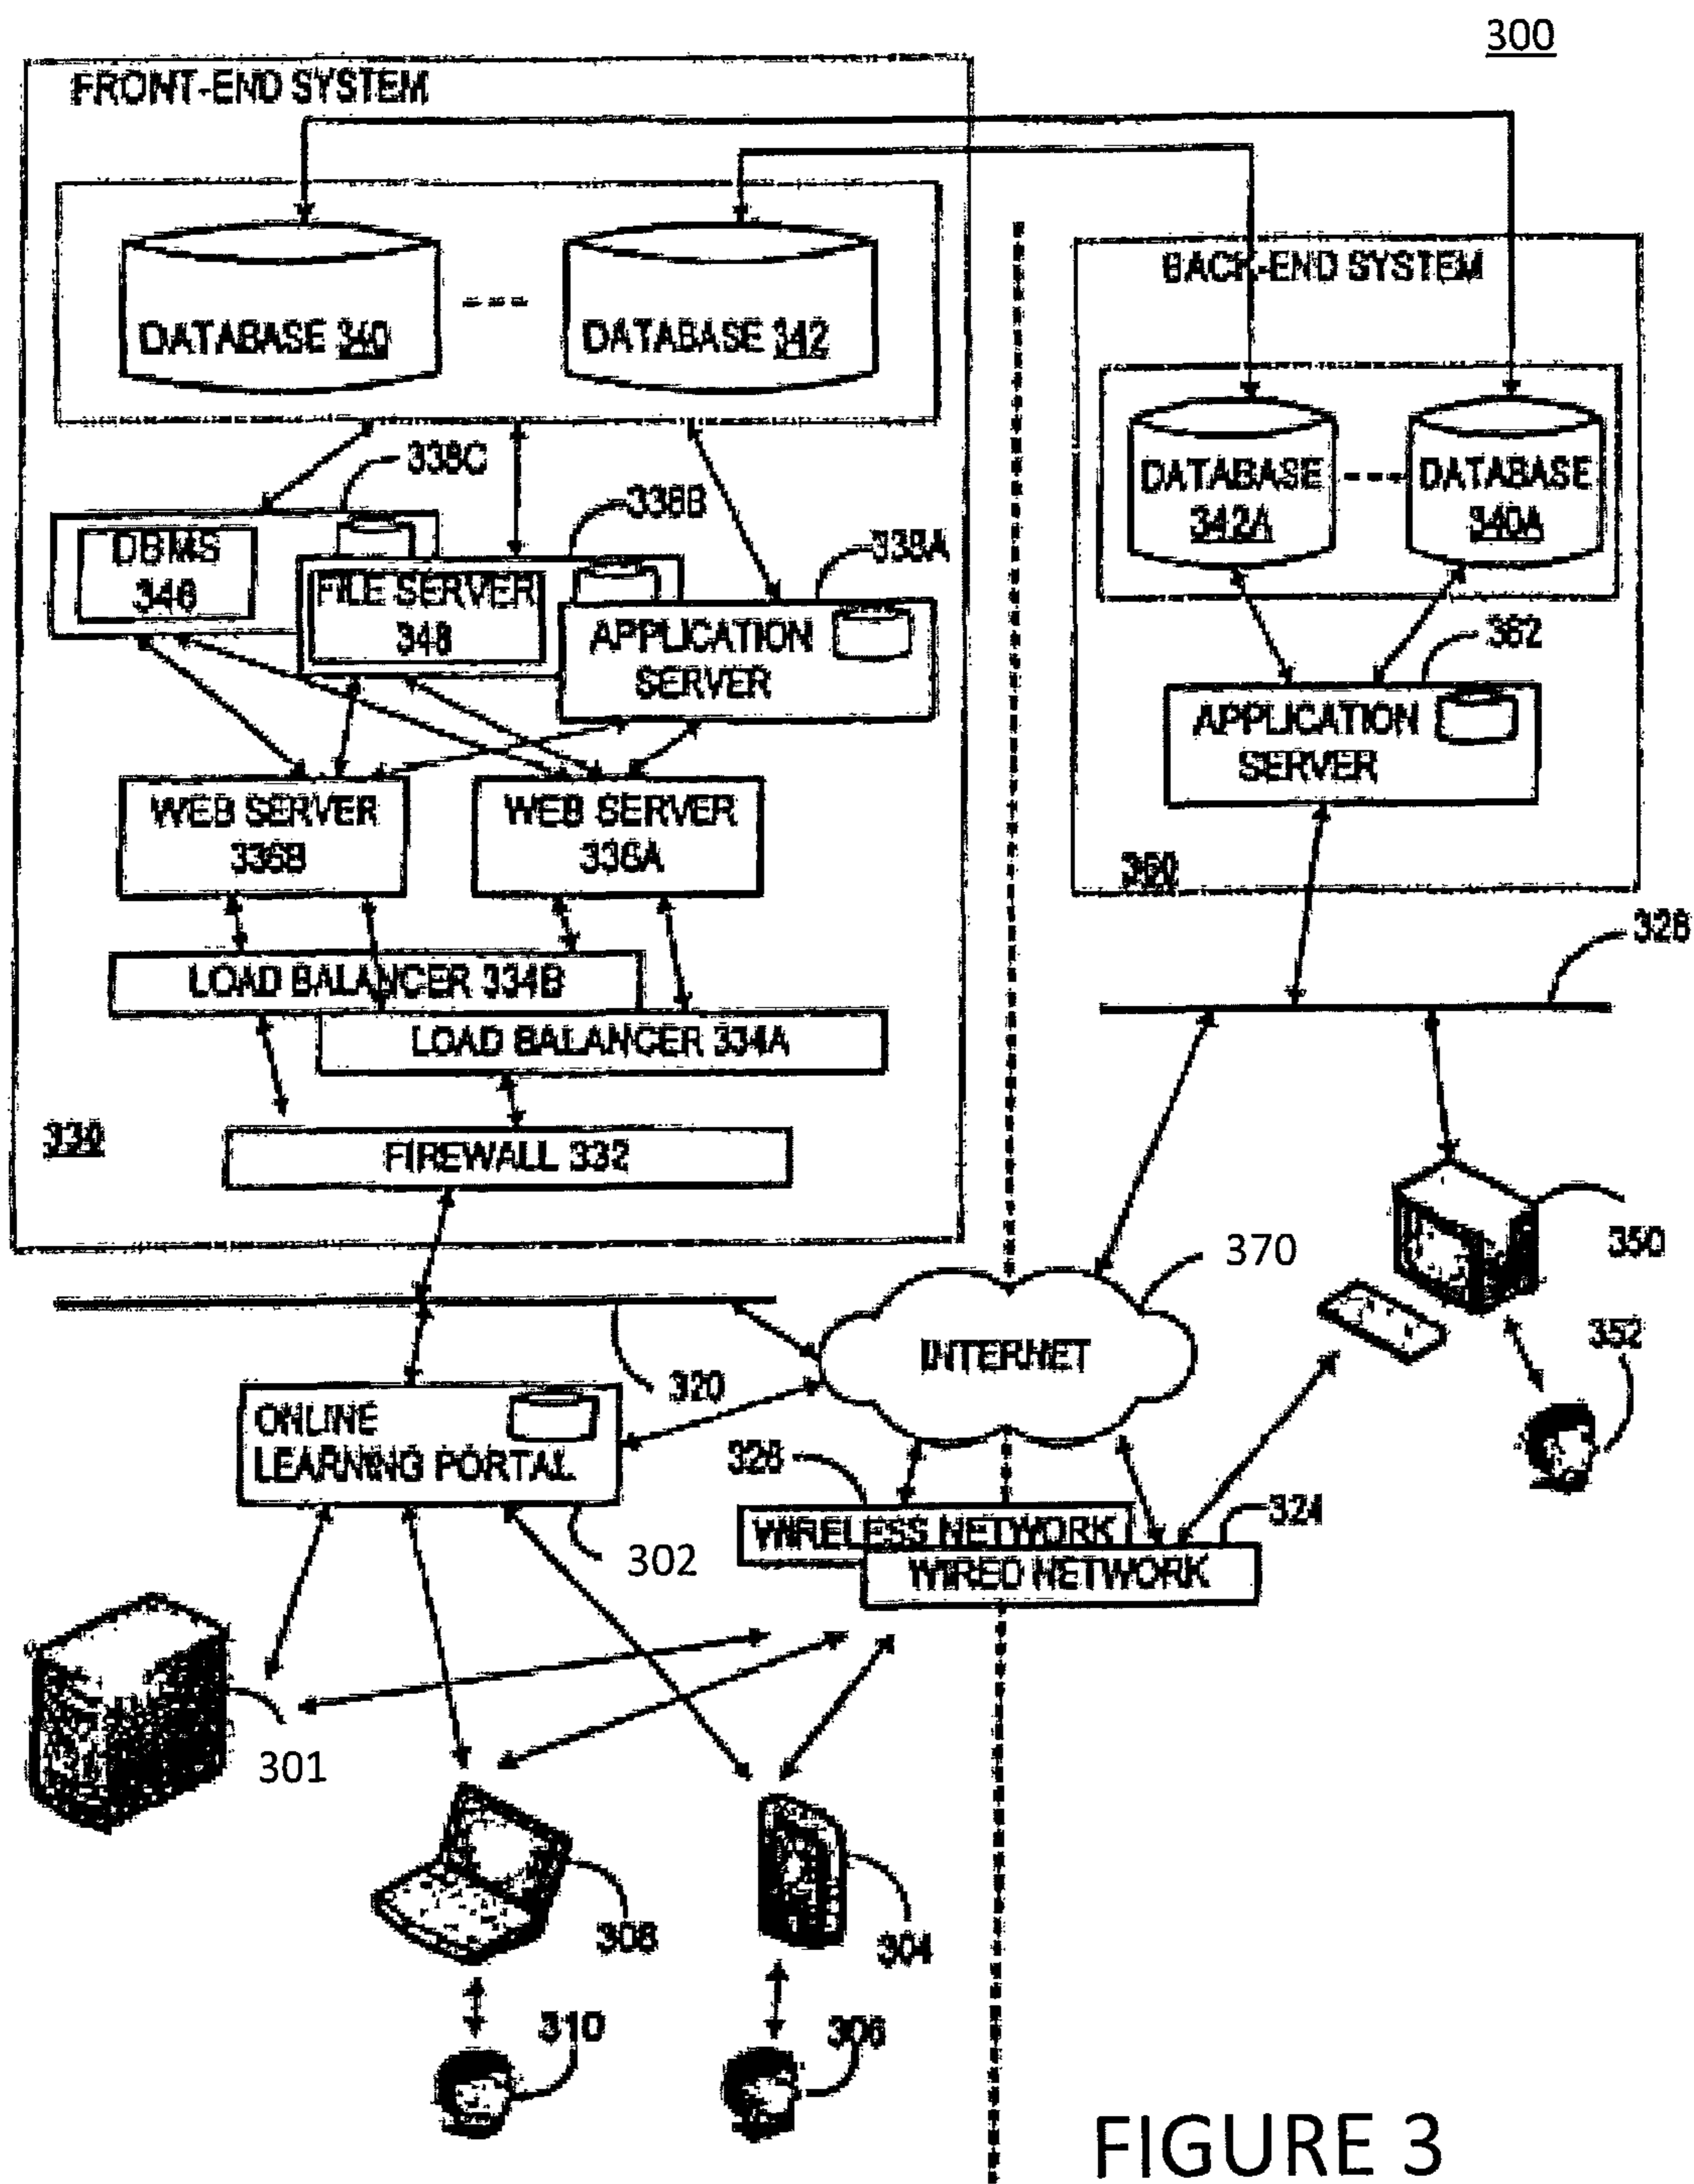 300
FRONT-END SYSTEM
BACK-END SYSTEM
DATABASE 340
DATABASE 342
DATABASE
342A
DATABASE
340A
338C
338B
338A
DBMS
346
FILE SERVER
348
APPLICATION
SERVER
362
APPLICATION
SERVER
WEB SERVER
336B
WEB SERVER
336A
360
328
LOAD BALANCER 334B
LOAD BALANCER 334A
330
FIREWALL 332
370
350
INTERNET
352
320
ONLINE
LEARNING PORTAL
326
324
WIRELESS NETWORK
WIRED NETWORK
302
301
308
304
310
306
FIGURE 3